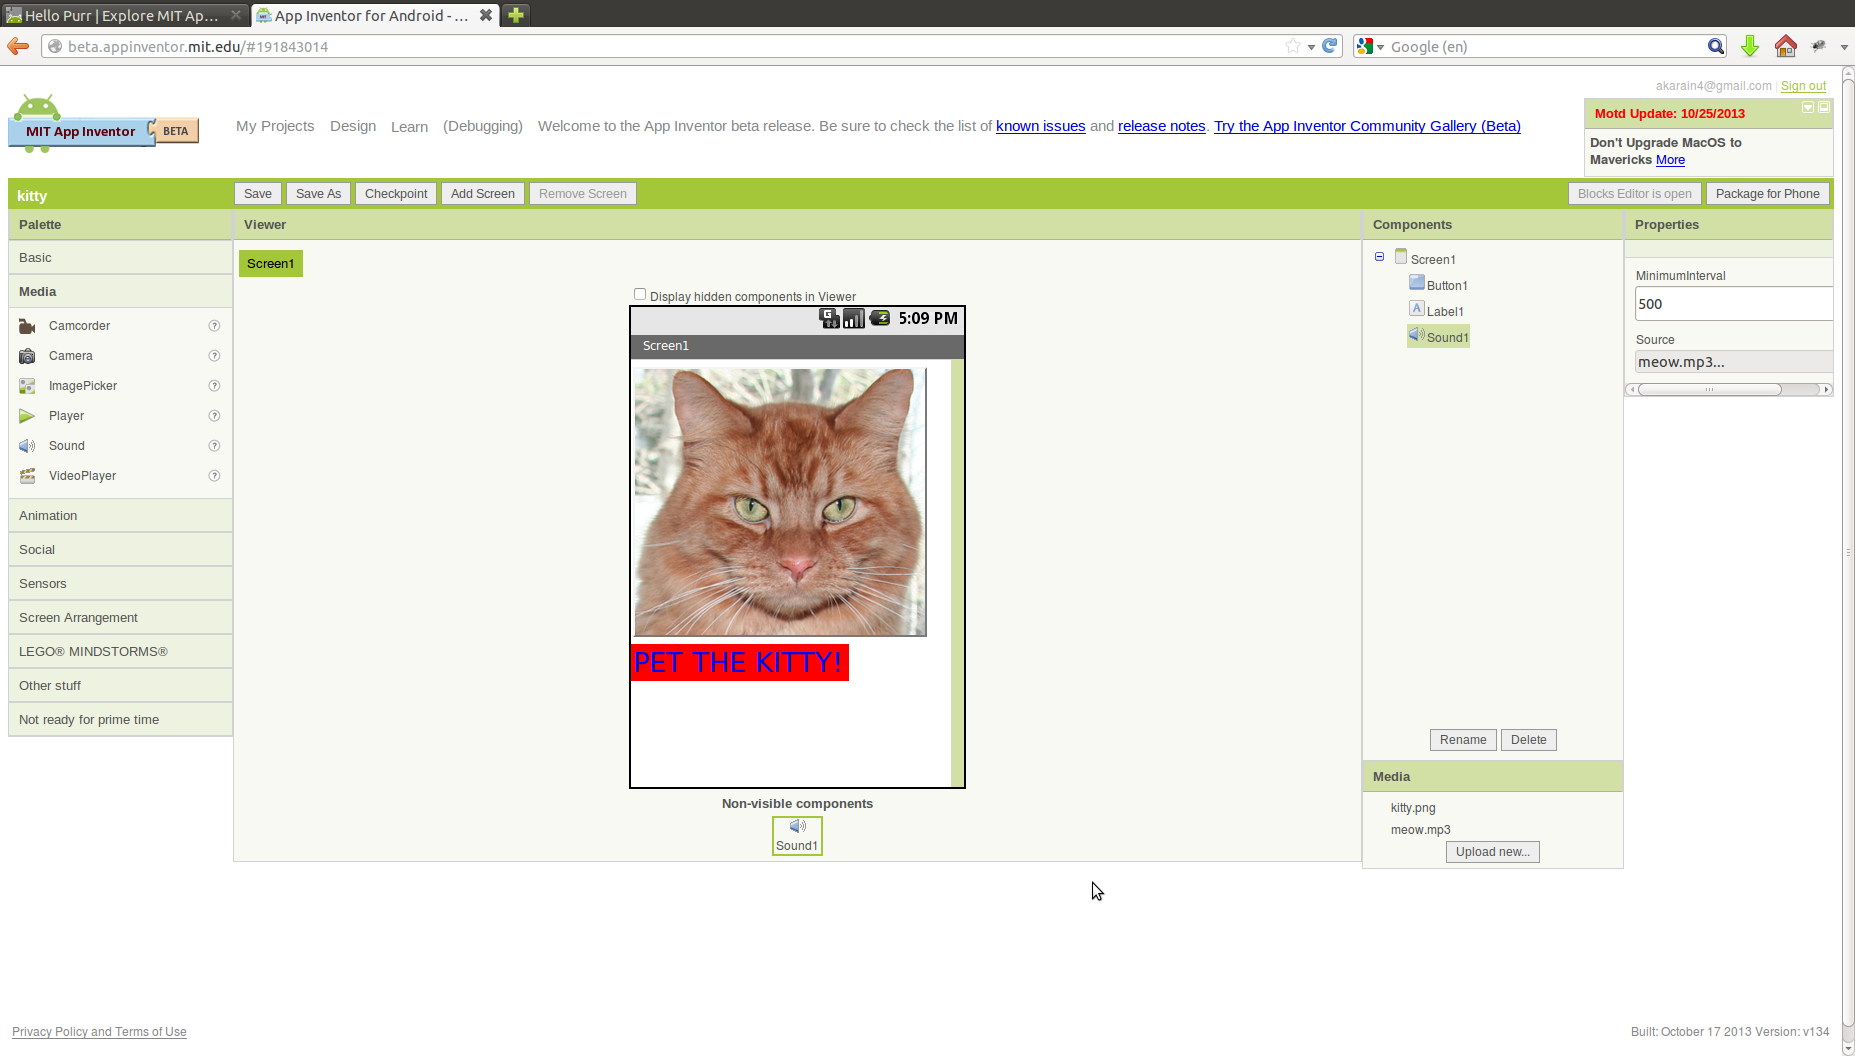 Hello Purr | Explore MIT Ap...
App Inventor for Android - ...
beta.appinventor.mit.edu/#191843014
Google (en)
akarain4@gmail.com | Sign out
MIT App Inventor BETA
My Projects Design Learn (Debugging) Welcome to the App Inventor beta release. Be sure to check the list of known issues and release notes. Try the App Inventor Community Gallery (Beta)
Motd Update: 10/25/2013
Don't Upgrade MacOS to
Mavericks More
kitty
Save Save As Checkpoint Add Screen Remove Screen
Blocks Editor is open Package for Phone
Palette
Basic
Media
Camcorder ?
Camera ?
ImagePicker ?
Player ?
Sound ?
VideoPlayer ?
Animation
Social
Sensors
Screen Arrangement
LEGO® MINDSTORMS®
Other stuff
Not ready for prime time
Viewer
Screen1
Display hidden components in Viewer
G 5:09 PM
Screen1
PET THE KITTY!
Non-visible components
Sound1
Components
Screen1
Button1
A Label1
Sound1
Rename Delete
Media
kitty.png
meow.mp3
Upload new...
Properties
MinimumInterval
500
Source
meow.mp3...
Privacy Policy and Terms of Use
Built: October 17 2013 Version: v134